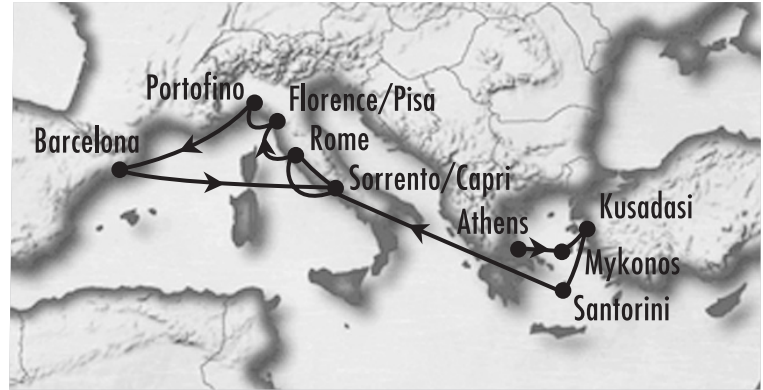 Portofino
Florence/Pisa
Barcelona
Rome
Sorrento/Capri
Athens
Kusadasi
Mykonos
Santorini